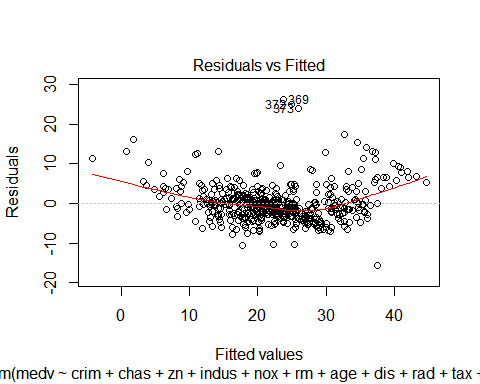 Residuals vs Fitted
Residuals
30
20
10
0
-10
-20
369
373
0 10 20 30 40
Fitted values
m(medv ~ crim + chas + zn + indus + nox + rm + age + dis + rad + tax +